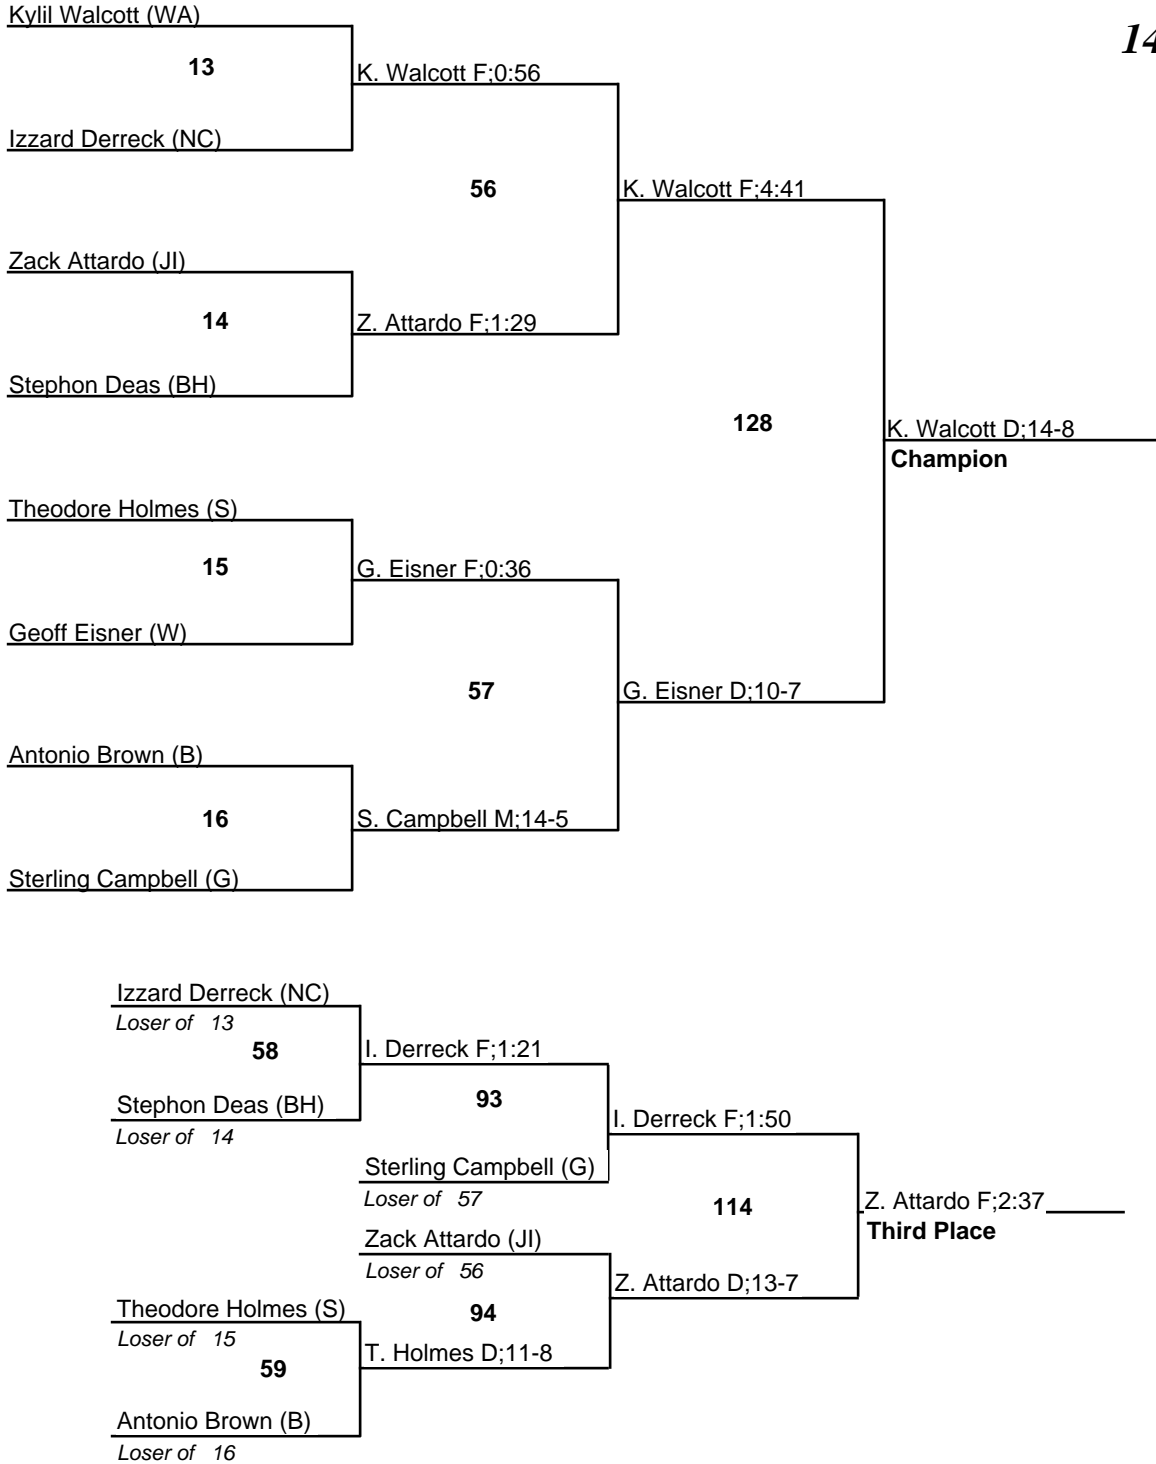 Kylil Walcott (WA)
14
13
K. Walcott F;0:56
Izzard Derreck (NC)
56
K. Walcott F;4:41
Zack Attardo (JI)
14
Z. Attardo F;1:29
Stephon Deas (BH)
128
K. Walcott D;14-8
Champion
Theodore Holmes (S)
15
G. Eisner F;0:36
Geoff Eisner (W)
57
G. Eisner D;10-7
Antonio Brown (B)
16
S. Campbell M;14-5
Sterling Campbell (G)
Izzard Derreck (NC)
Loser of 13
58
I. Derreck F;1:21
Stephon Deas (BH)
Loser of 14
93
I. Derreck F;1:50
Sterling Campbell (G)
Loser of 57
114
Z. Attardo F;2:37
Third Place
Zack Attardo (JI)
Loser of 56
Z. Attardo D;13-7
94
Theodore Holmes (S)
Loser of 15
59
T. Holmes D;11-8
Antonio Brown (B)
Loser of 16